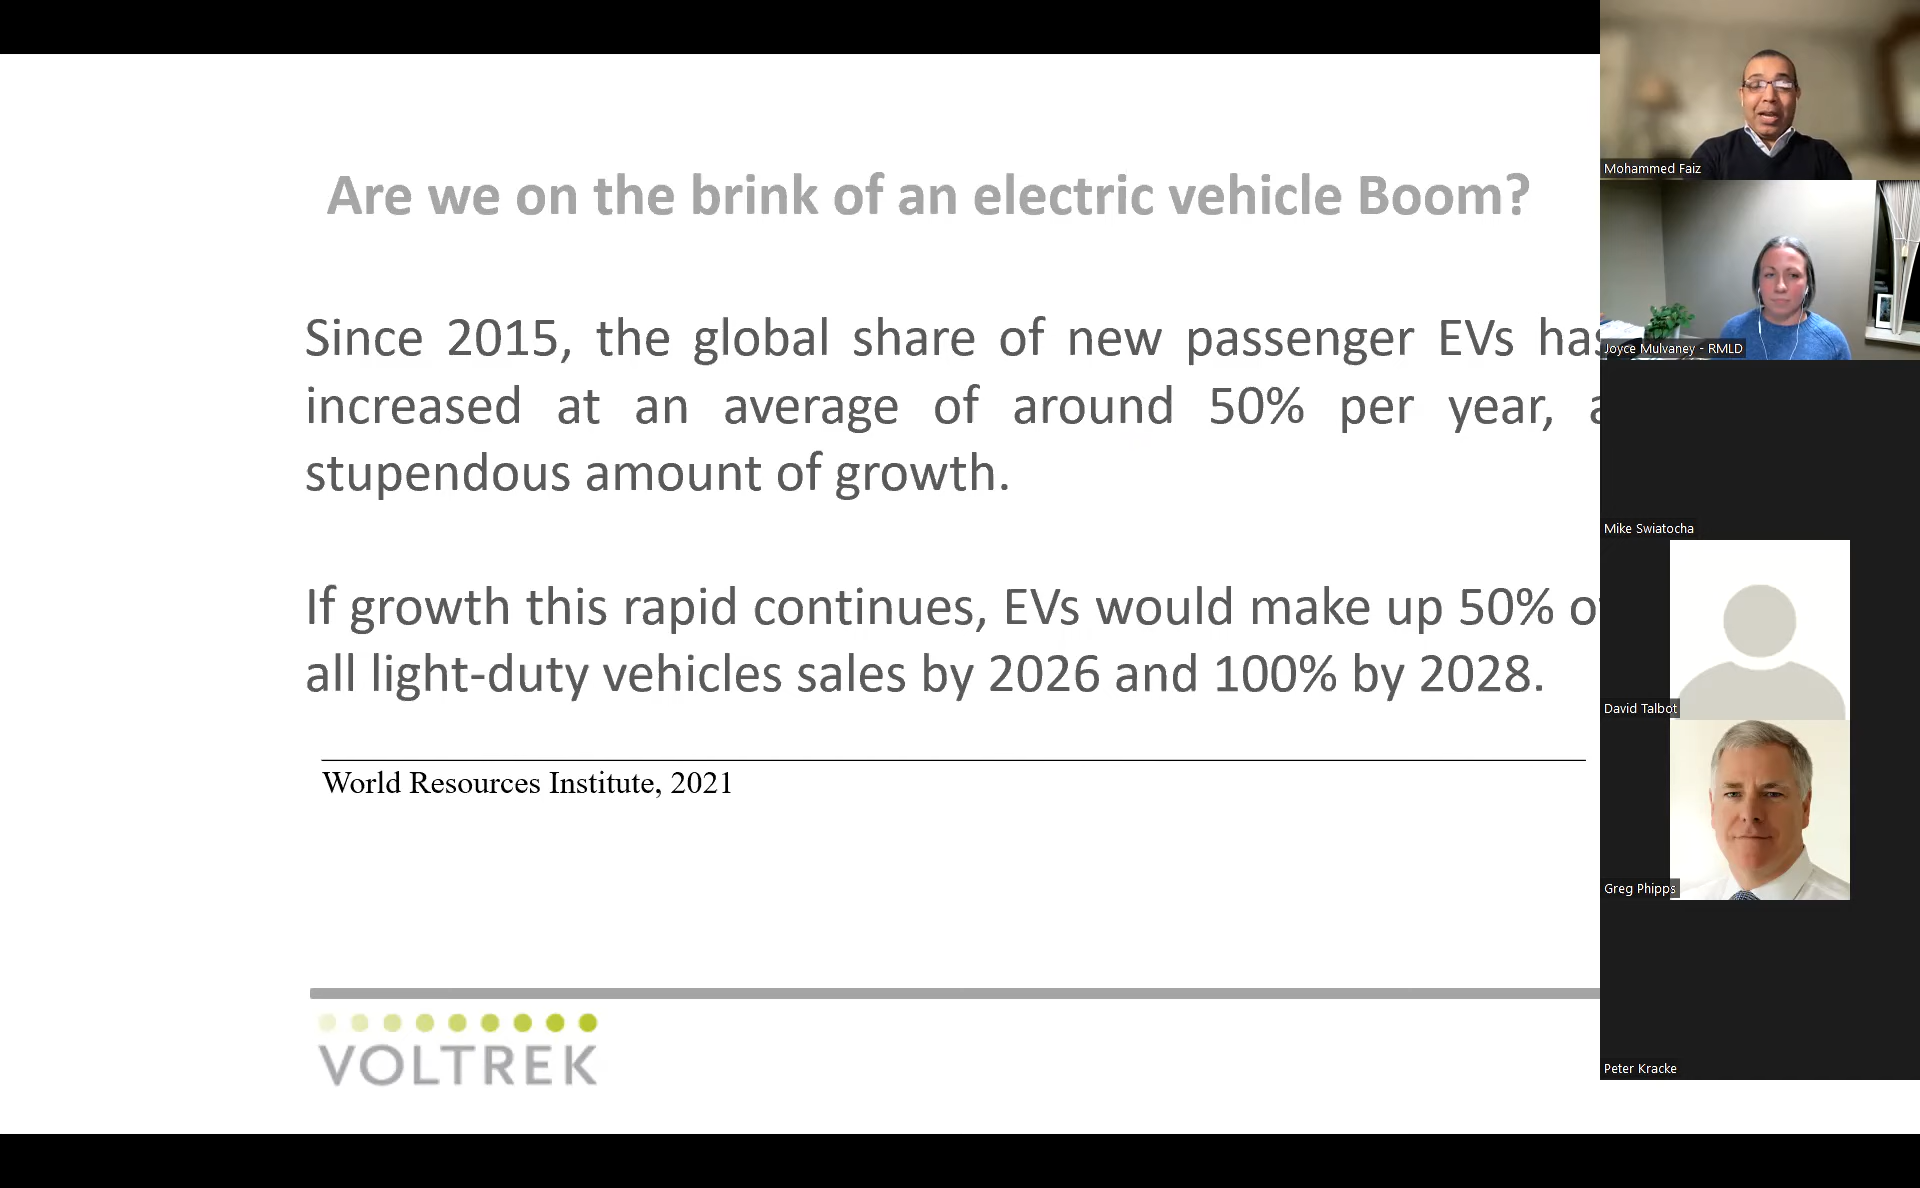 Are we on the brink of an electric vehicle Boom?
Since 2015, the global share of new passenger EVs has
increased at an average of around 50% per year, a
stupendous amount of growth.
If growth this rapid continues, EVs would make up 50% of
all light-duty vehicles sales by 2026 and 100% by 2028.
World Resources Institute, 2021
VOLTREK
Mohammed Faiz
Joyce Mulvaney - RMLD
Mike Swiatocha
David Talbot
Greg Phipps
Peter Kracke